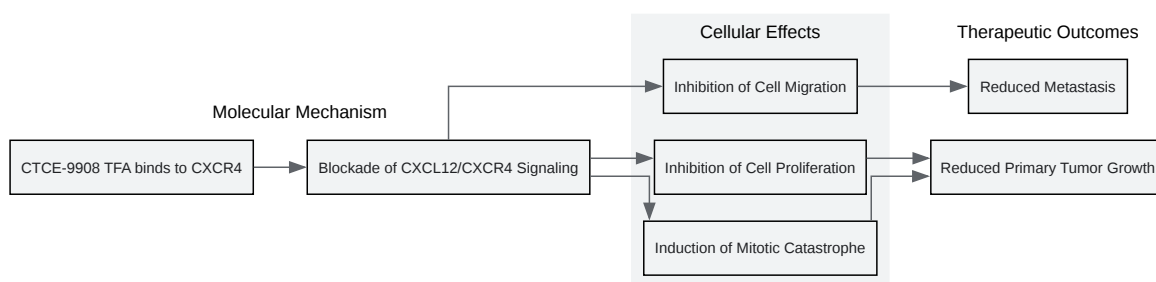 Cellular Effects
Therapeutic Outcomes
Inhibition of Cell Migration
Reduced Metastasis
Molecular Mechanism
CTCE-9908 TFA binds to CXCR4
Blockade of CXCL12/CXCR4 Signaling
Inhibition of Cell Proliferation
Reduced Primary Tumor Growth
Induction of Mitotic Catastrophe